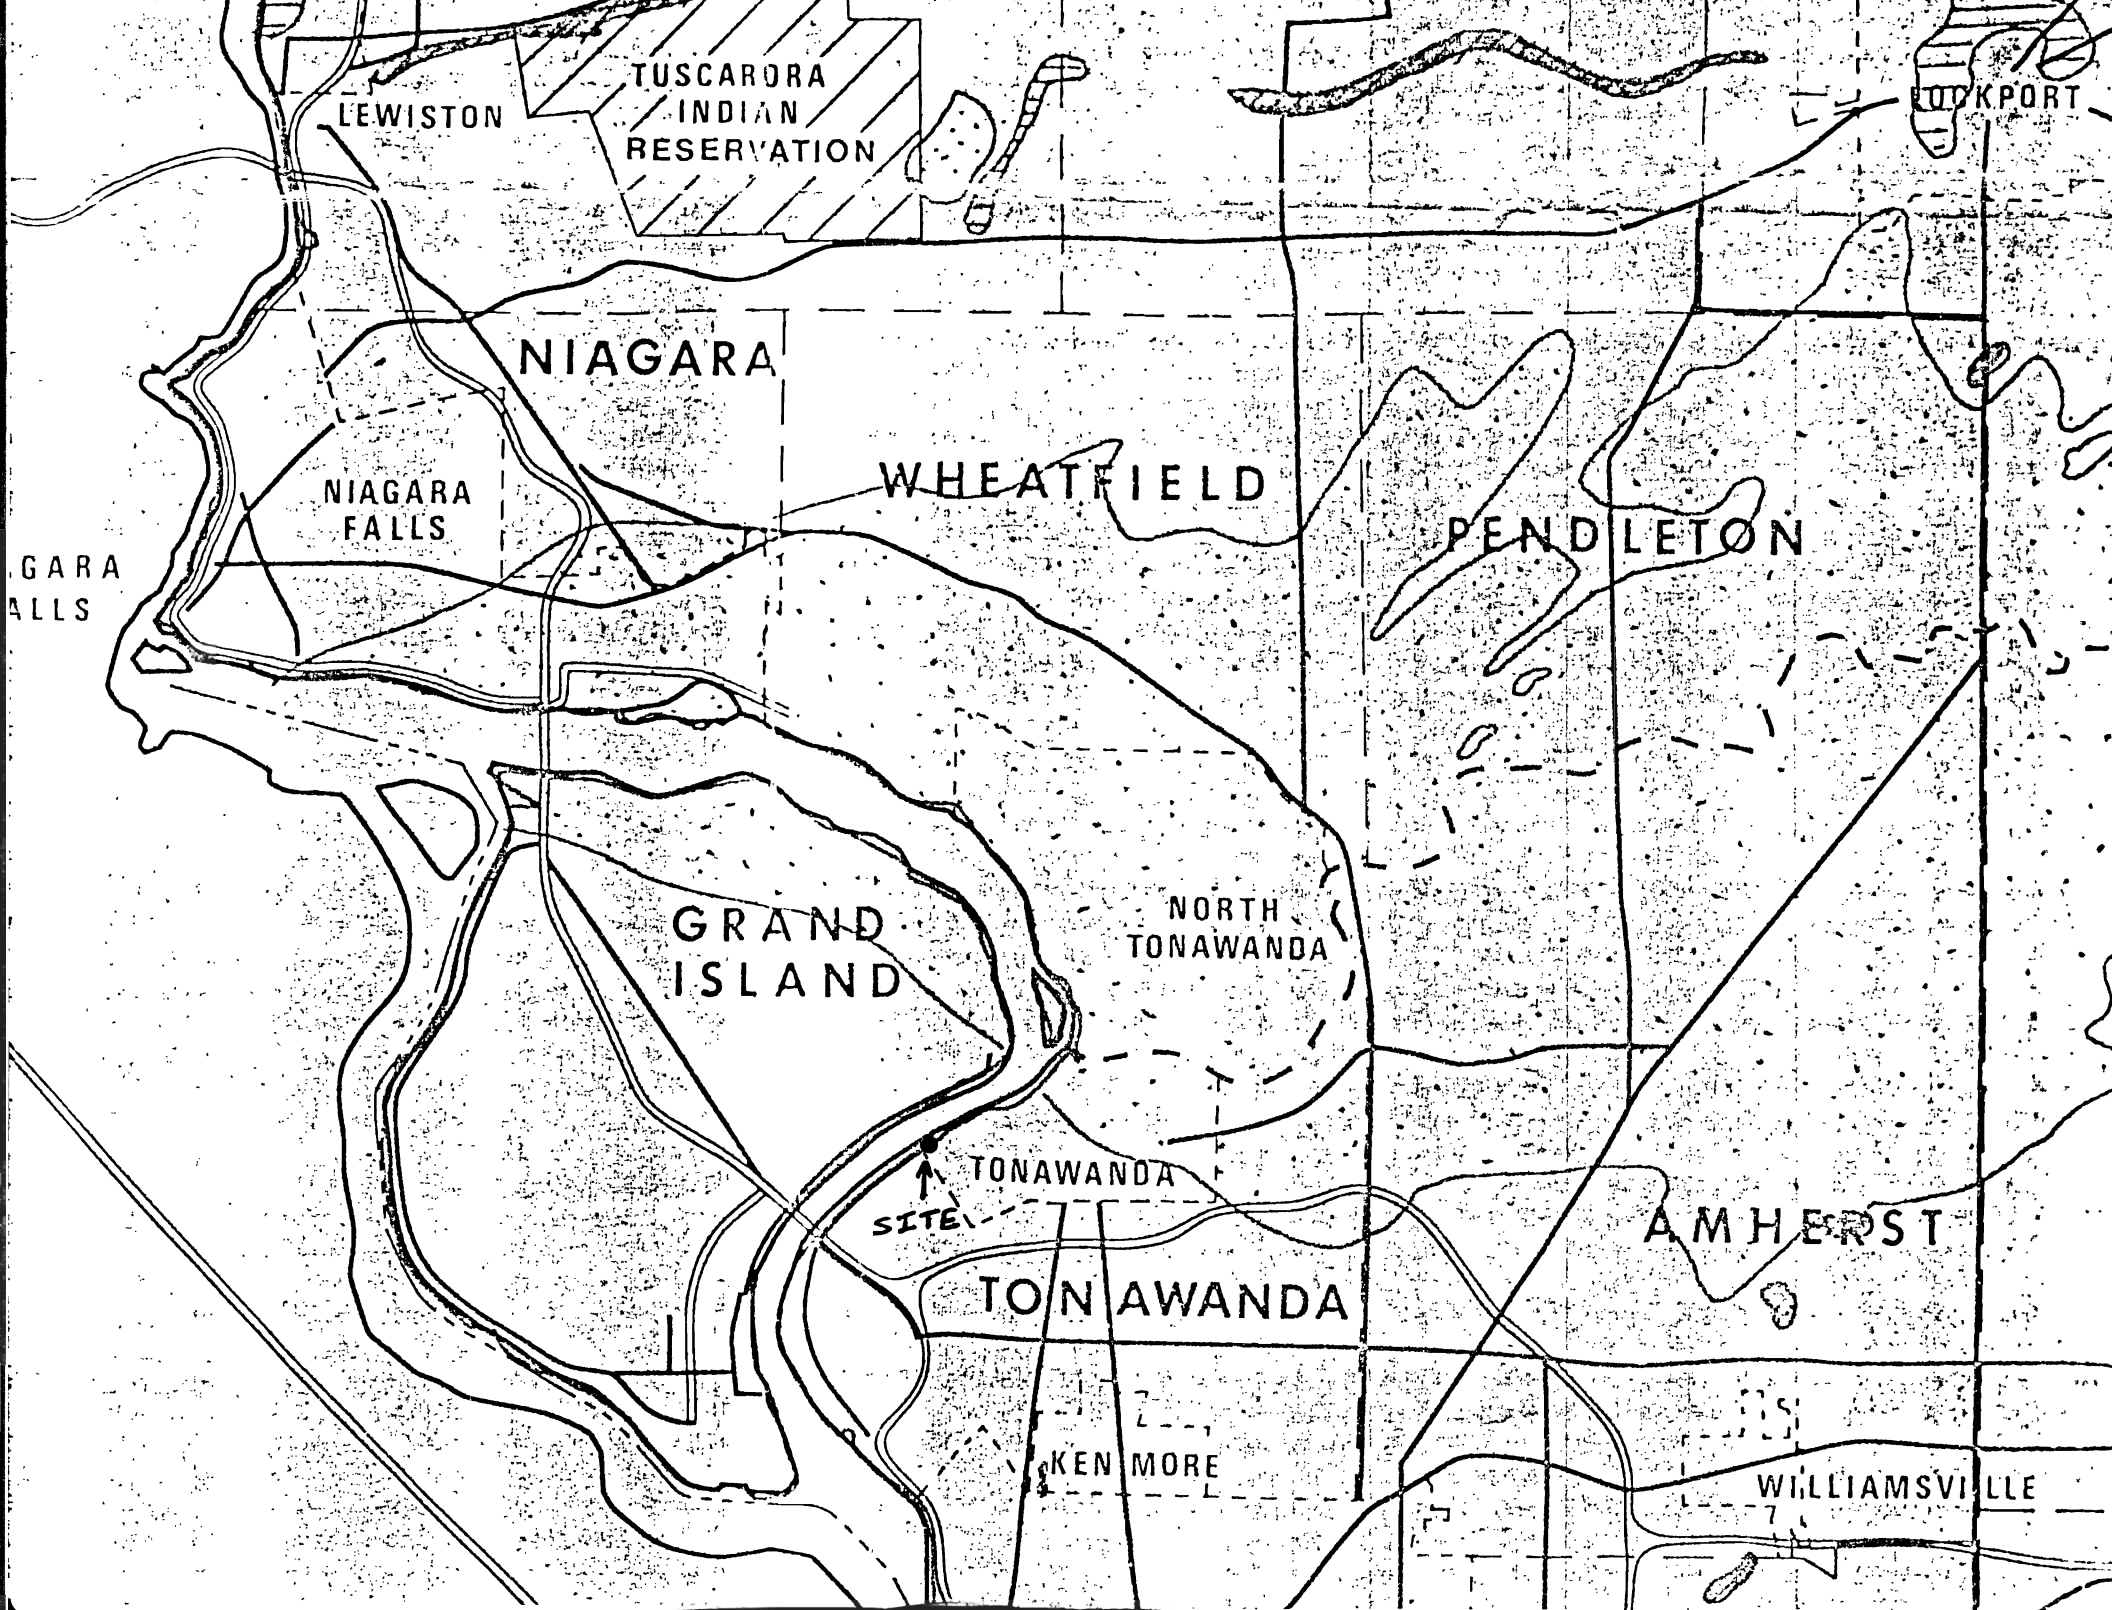 TUSCARORA
INDIAN
RESERVATION
LEWISTON
LOCKPORT
NIAGARA
WHEATFIELD
NIAGARA
FALLS
PENDLETON
GARA
ALLS
GRAND
ISLAND
NORTH
TONAWANDA
TONAWANDA
SITE
AMHERST
TONAWANDA
KENMORE
WILLIAMSVILLE